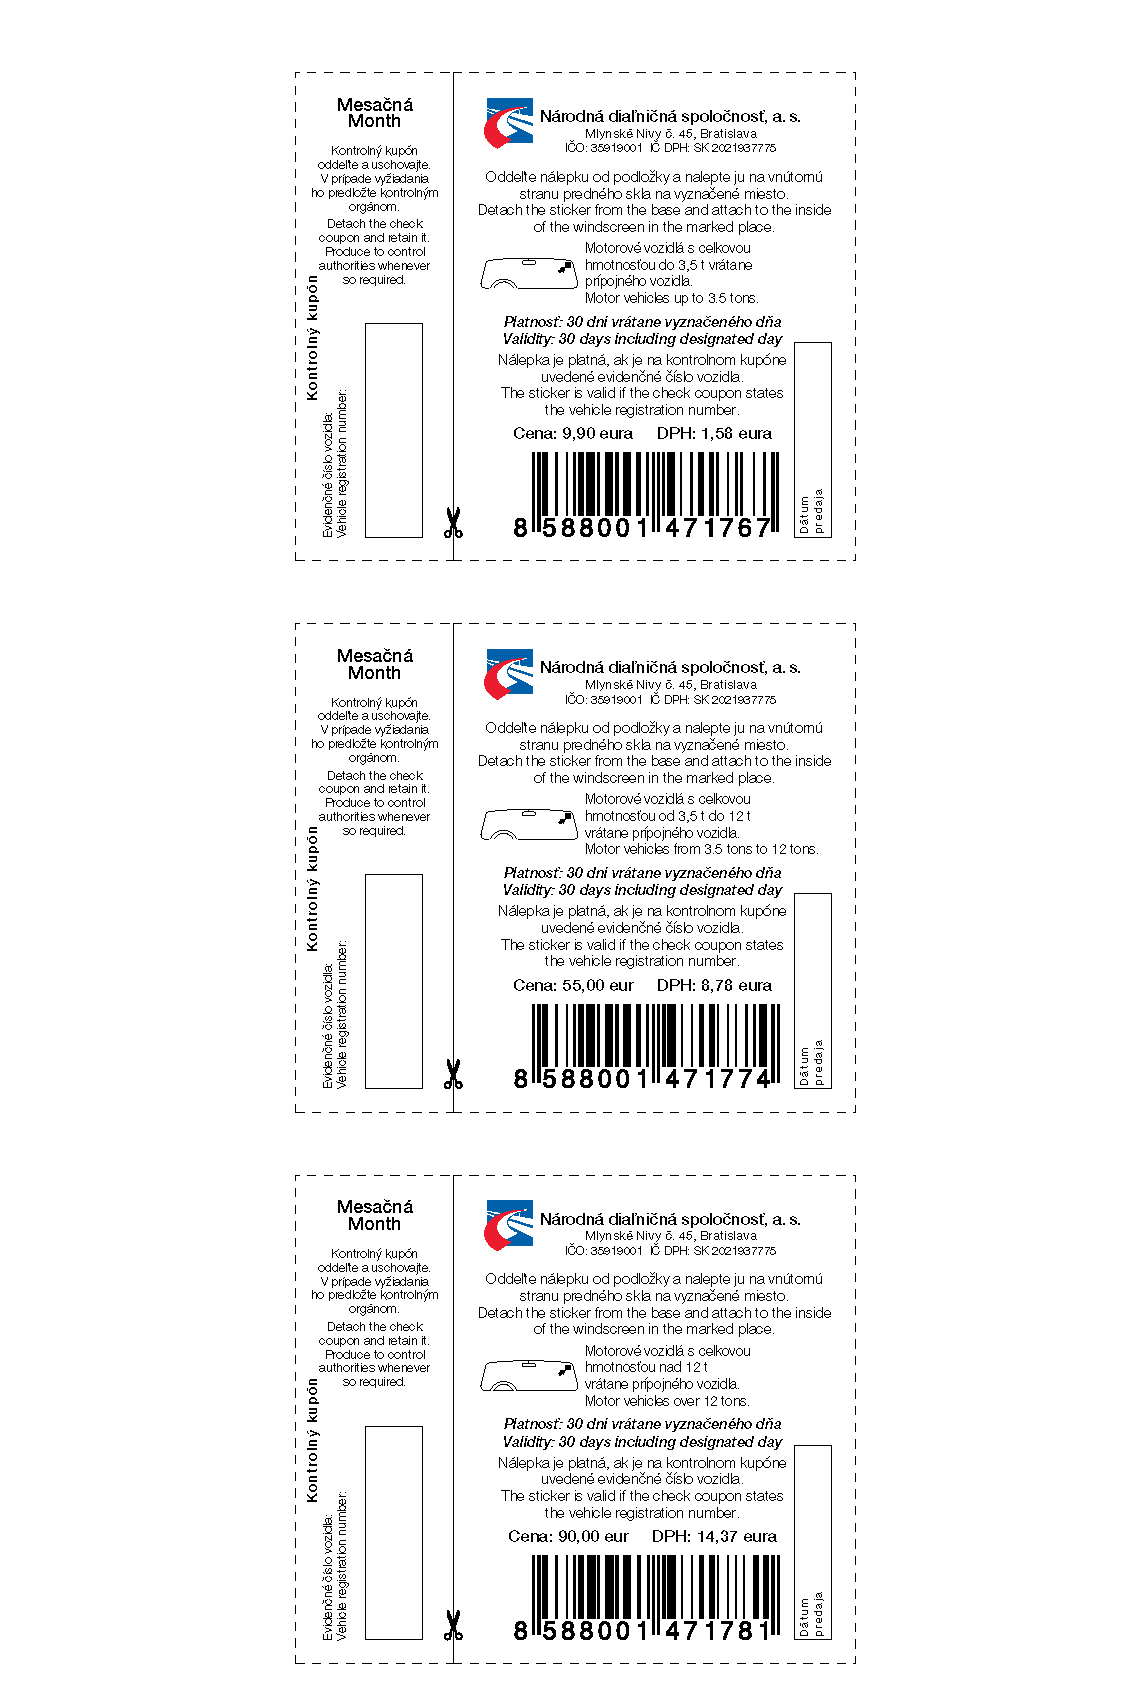 Mesačná
Month
Kontrolný kupón
oddeľte a uschovajte.
V prípade vyžiadania
ho predložte kontrolným
orgánom.
Detach the check
coupon and retain it.
Produce to control
authorities whenever
so required.
Kontrolný kupón
Evidenčné číslo vozidla:
Vehicle registration number:
Národná diaľničná spoločnosť, a. s.
Mlynské Nivy č. 45, Bratislava
IČO: 35919001 IČ DPH: SK 2021937775
Oddeľte nálepku od podložky a nalepte ju na vnútornú
stranu predného skla na vyznačené miesto.
Detach the sticker from the base and attach to the inside
of the windscreen in the marked place.
Motorové vozidlá s celkovou
hmotnosťou do 3,5 t vrátane
prípojného vozidla.
Motor vehicles up to 3.5 tons.
Platnosť: 30 dní vrátane vyznačeného dňa
Validity: 30 days including designated day
Nálepka je platná, ak je na kontrolnom kupóne
uvedené evidenčné číslo vozidla.
The sticker is valid if the check coupon states
the vehicle registration number.
Cena: 9,90 eura DPH: 1,58 eura
8 588001 471767
Dátum
predaja
Mesačná
Month
Kontrolný kupón
oddeľte a uschovajte.
V prípade vyžiadania
ho predložte kontrolným
orgánom.
Detach the check
coupon and retain it.
Produce to control
authorities whenever
so required.
Kontrolný kupón
Evidenčné číslo vozidla:
Vehicle registration number:
Národná diaľničná spoločnosť, a. s.
Mlynské Nivy č. 45, Bratislava
IČO: 35919001 IČ DPH: SK 2021937775
Oddeľte nálepku od podložky a nalepte ju na vnútornú
stranu predného skla na vyznačené miesto.
Detach the sticker from the base and attach to the inside
of the windscreen in the marked place.
Motorové vozidlá s celkovou
hmotnosťou od 3,5 t do 12 t
vrátane prípojného vozidla.
Motor vehicles from 3.5 tons to 12 tons.
Platnosť: 30 dní vrátane vyznačeného dňa
Validity: 30 days including designated day
Nálepka je platná, ak je na kontrolnom kupóne
uvedené evidenčné číslo vozidla.
The sticker is valid if the check coupon states
the vehicle registration number.
Cena: 55,00 eur DPH: 8,78 eura
8 588001 471774
Dátum
predaja
Mesačná
Month
Kontrolný kupón
oddeľte a uschovajte.
V prípade vyžiadania
ho predložte kontrolným
orgánom.
Detach the check
coupon and retain it.
Produce to control
authorities whenever
so required.
Kontrolný kupón
Evidenčné číslo vozidla:
Vehicle registration number:
Národná diaľničná spoločnosť, a. s.
Mlynské Nivy č. 45, Bratislava
IČO: 35919001 IČ DPH: SK 2021937775
Oddeľte nálepku od podložky a nalepte ju na vnútornú
stranu predného skla na vyznačené miesto.
Detach the sticker from the base and attach to the inside
of the windscreen in the marked place.
Motorové vozidlá s celkovou
hmotnosťou nad 12 t
vrátane prípojného vozidla.
Motor vehicles over 12 tons.
Platnosť: 30 dní vrátane vyznačeného dňa
Validity: 30 days including designated day
Nálepka je platná, ak je na kontrolnom kupóne
uvedené evidenčné číslo vozidla.
The sticker is valid if the check coupon states
the vehicle registration number.
Cena: 90,00 eur DPH: 14,37 eura
8 588001 471781
Dátum
predaja